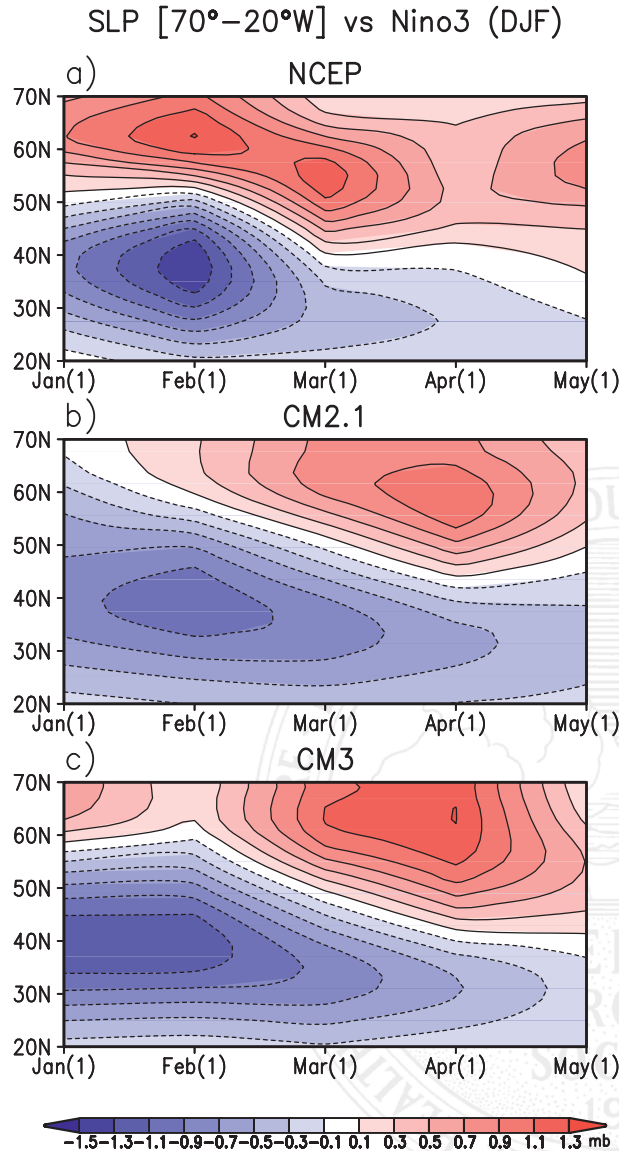 SLP [70°−20°W] vs Nino3 (DJF)
a) NCEP
70N
60N
50N
40N
30N
20N
Jan(1) Feb(1) Mar(1) Apr(1) May(1)
b) CM2.1
70N
60N
50N
40N
30N
20N
Jan(1) Feb(1) Mar(1) Apr(1) May(1)
c) CM3
70N
60N
50N
40N
30N
20N
Jan(1) Feb(1) Mar(1) Apr(1) May(1)
−1.5 −1.3 −1.1 −0.9 −0.7 −0.5 −0.3 −0.1 0.1 0.3 0.5 0.7 0.9 1.1 1.3 mb